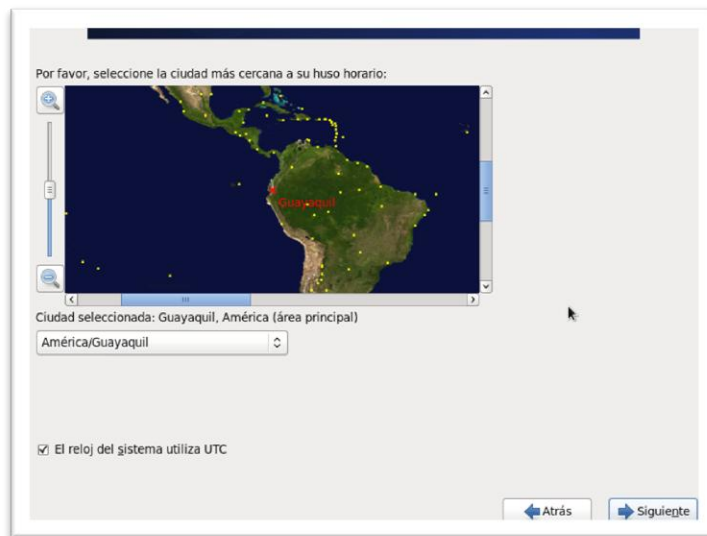 Por favor, seleccione la ciudad más cercana a su huso horario:
Guayaquil
Ciudad seleccionada: Guayaquil, América (área principal)
América/Guayaquil
El reloj del sistema utiliza UTC
Atrás
Siguiente